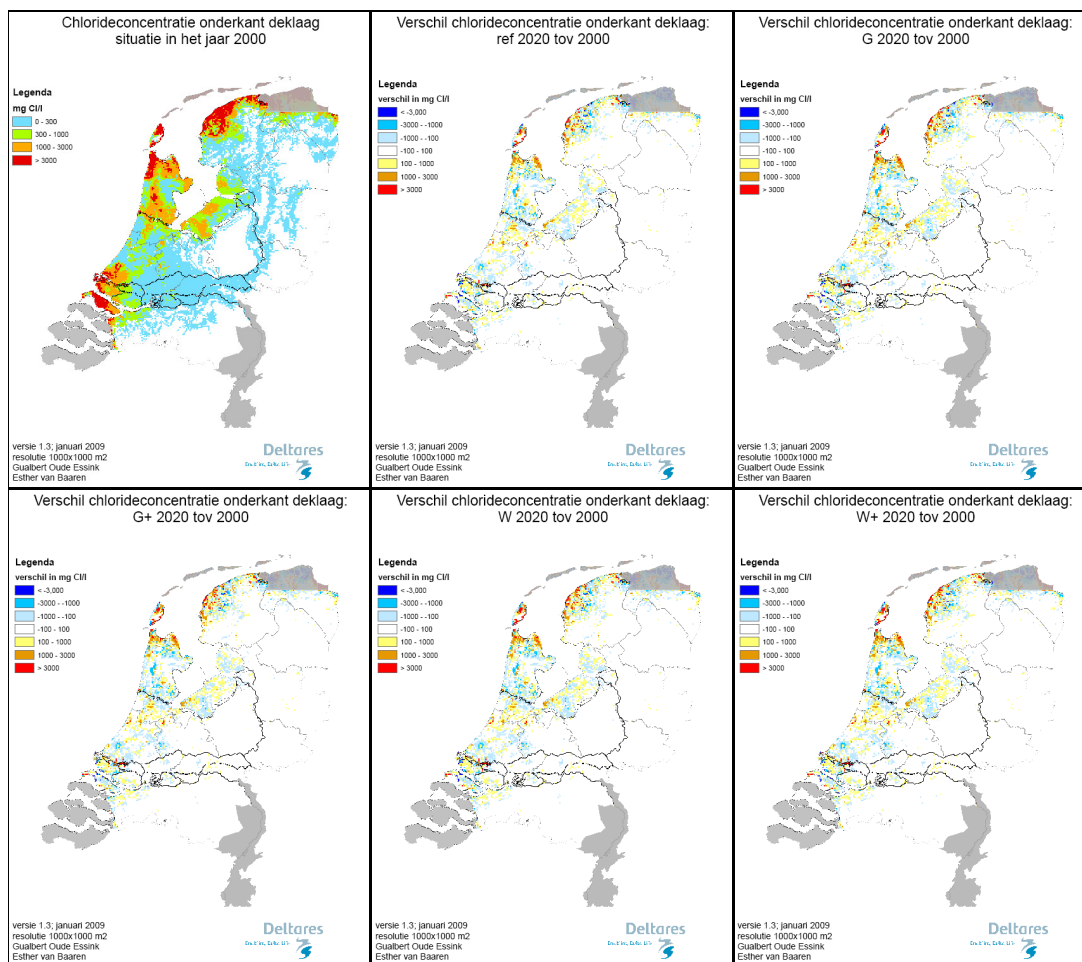 Chlorideconcentratie onderkant deklaag
situatie in het jaar 2000
Legenda
mg Cl/l
0 - 300
300 - 1000
1000 - 3000
> 3000
versie 1.3; januari 2009
resolutie 1000x1000 m2
Gualbert Oude Essink
Esther van Baaren
Deltares
Verschil chlorideconcentratie onderkant deklaag:
ref 2020 tov 2000
Legenda
verschil in mg Cl/l
< -3,000
-3000 - -1000
-1000 - -100
-100 - 100
100 - 1000
1000 - 3000
> 3000
versie 1.3; januari 2009
resolutie 1000x1000 m2
Gualbert Oude Essink
Esther van Baaren
Deltares
Verschil chlorideconcentratie onderkant deklaag:
G 2020 tov 2000
Legenda
verschil in mg Cl/l
< -3,000
-3000 - -1000
-1000 - -100
-100 - 100
100 - 1000
1000 - 3000
> 3000
versie 1.3; januari 2009
resolutie 1000x1000 m2
Gualbert Oude Essink
Esther van Baaren
Deltares
Verschil chlorideconcentratie onderkant deklaag:
G+ 2020 tov 2000
Legenda
verschil in mg Cl/l
< -3,000
-3000 - -1000
-1000 - -100
-100 - 100
100 - 1000
1000 - 3000
> 3000
versie 1.3; januari 2009
resolutie 1000x1000 m2
Gualbert Oude Essink
Esther van Baaren
Deltares
Verschil chlorideconcentratie onderkant deklaag:
W 2020 tov 2000
Legenda
verschil in mg Cl/l
< -3,000
-3000 - -1000
-1000 - -100
-100 - 100
100 - 1000
1000 - 3000
> 3000
versie 1.3; januari 2009
resolutie 1000x1000 m2
Gualbert Oude Essink
Esther van Baaren
Deltares
Verschil chlorideconcentratie onderkant deklaag:
W+ 2020 tov 2000
Legenda
verschil in mg Cl/l
< -3,000
-3000 - -1000
-1000 - -100
-100 - 100
100 - 1000
1000 - 3000
> 3000
versie 1.3; januari 2009
resolutie 1000x1000 m2
Gualbert Oude Essink
Esther van Baaren
Deltares